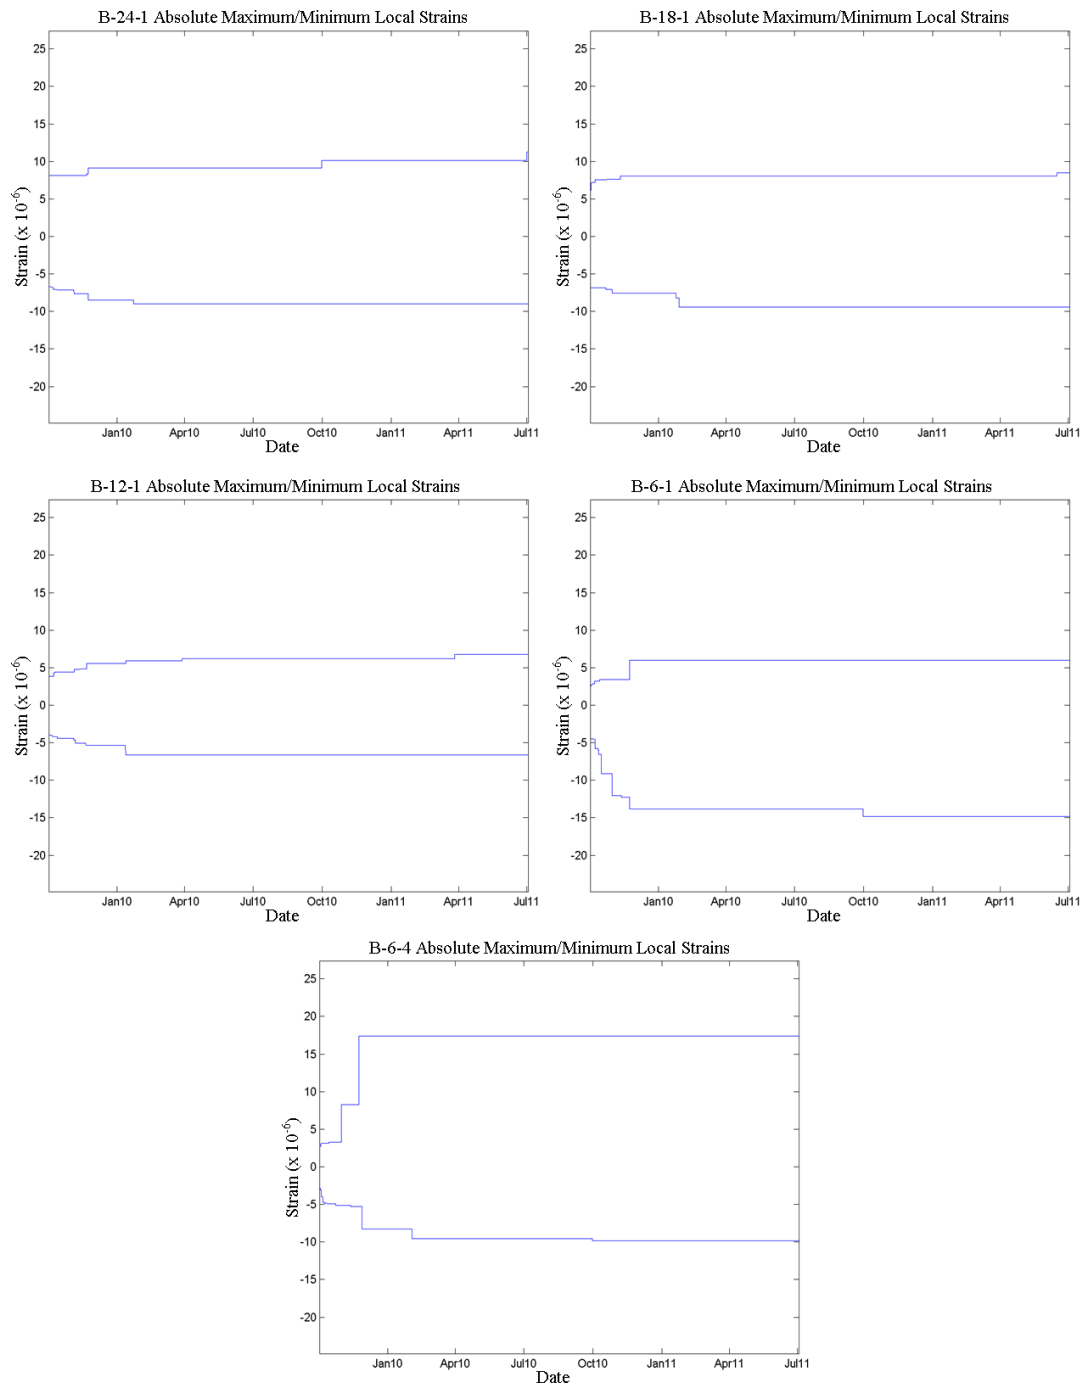 B-24-1 Absolute Maximum/Minimum Local Strains
25
20
15
10
5
0
-5
-10
-15
-20
Strain (x 10^-6)
Jan10 Apr10 Jul10 Oct10 Jan11 Apr11 Jul11
Date
B-18-1 Absolute Maximum/Minimum Local Strains
25
20
15
10
5
0
-5
-10
-15
-20
Strain (x 10^-6)
Jan10 Apr10 Jul10 Oct10 Jan11 Apr11 Jul11
Date
B-12-1 Absolute Maximum/Minimum Local Strains
25
20
15
10
5
0
-5
-10
-15
-20
Strain (x 10^-6)
Jan10 Apr10 Jul10 Oct10 Jan11 Apr11 Jul11
Date
B-6-1 Absolute Maximum/Minimum Local Strains
25
20
15
10
5
0
-5
-10
-15
-20
Strain (x 10^-6)
Jan10 Apr10 Jul10 Oct10 Jan11 Apr11 Jul11
Date
B-6-4 Absolute Maximum/Minimum Local Strains
25
20
15
10
5
0
-5
-10
-15
-20
Strain (x 10^-6)
Jan10 Apr10 Jul10 Oct10 Jan11 Apr11 Jul11
Date